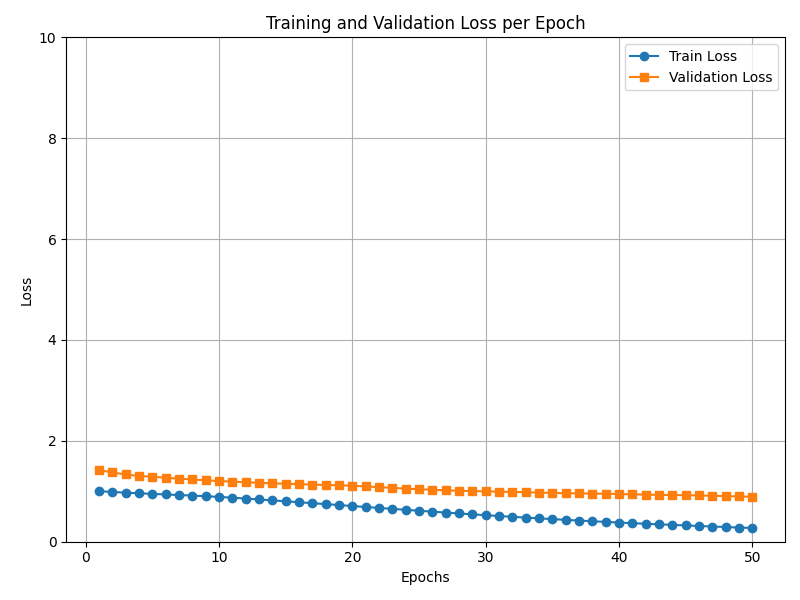 Training and Validation Loss per Epoch
Train Loss
Validation Loss
10
8
6
4
2
0
Loss
0 10 20 30 40 50
Epochs